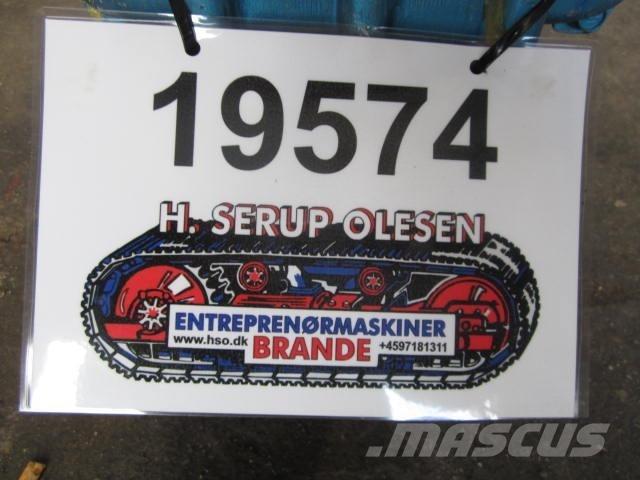 19574
H. SERUP OLESEN
ENTREPRENØRMASKINER
www.hso.dk BRANDE +4597181311
.MASCUS